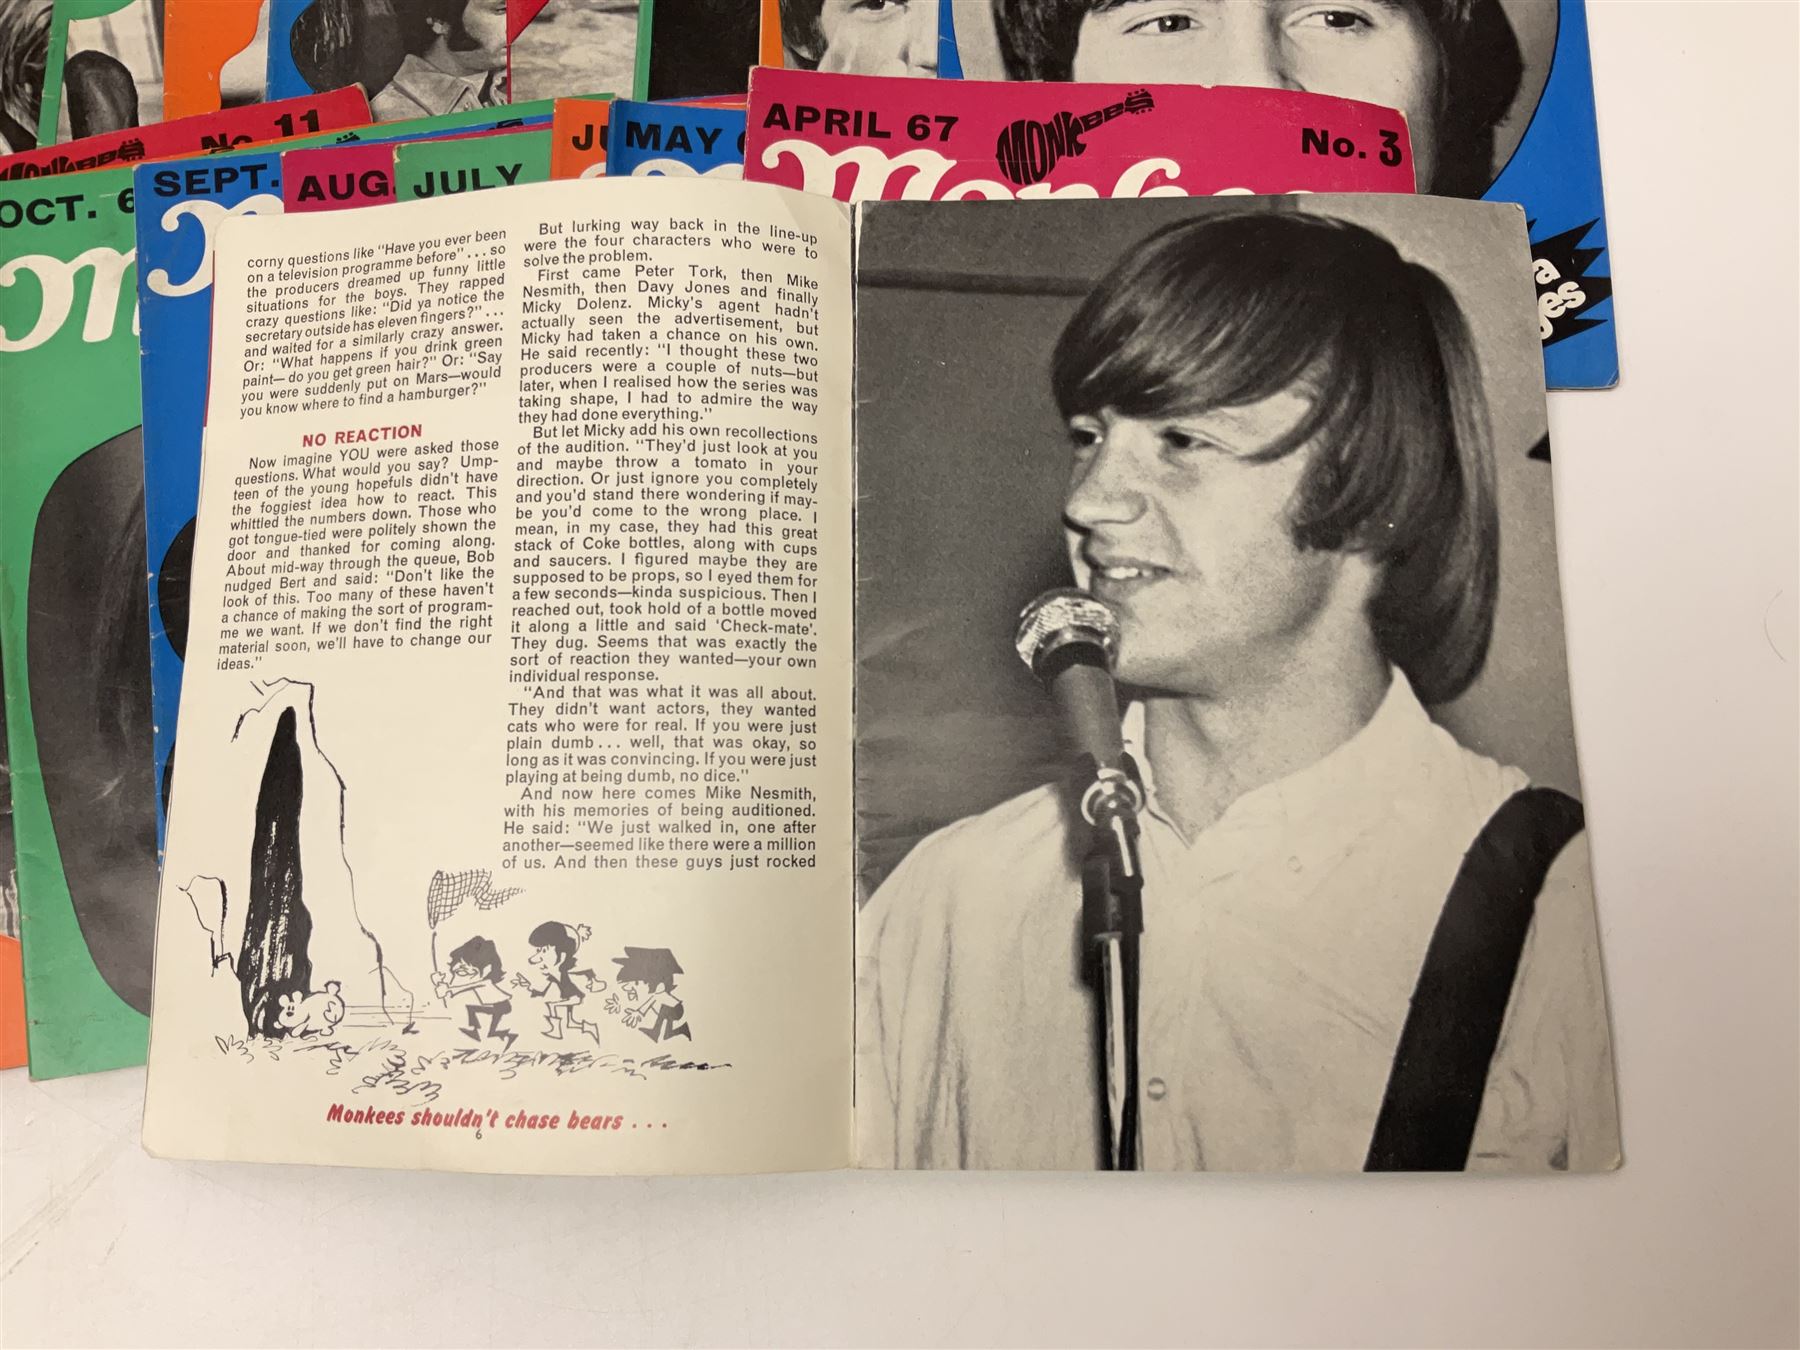 No. 11
MONKEES
OCT. 6
SEPT.
AUG.
JULY
MAY
APRIL 67
MONKEES
No. 3
corny questions like "Have you ever been
on a television programme before" . . . so
the producers dreamed up funny little
situations for the boys. They rapped
crazy questions like: "Did ya notice the
secretary outside has eleven fingers?" . . .
and waited for a similarly crazy answer.
Or: "What happens if you drink green
paint— do you get green hair?" Or: "Say
you were suddenly put on Mars—would
you know where to find a hamburger?"
NO REACTION
Now imagine YOU were asked those
questions. What would you say? Ump-
teen of the young hopefuls didn't have
the foggiest idea how to react. This
whittled the numbers down. Those who
got tongue-tied were politely shown the
door and thanked for coming along.
About mid-way through the queue, Bob
nudged Bert and said: "Don't like the
look of this. Too many of these haven't
a chance of making the sort of program-
me we want. If we don't find the right
material soon, we'll have to change our
ideas."
But lurking way back in the line-up
were the four characters who were to
solve the problem.
First came Peter Tork, then Mike
Nesmith, then Davy Jones and finally
Micky Dolenz. Micky's agent hadn't
actually seen the advertisement, but
Micky had taken a chance on his own.
He said recently: "I thought these two
producers were a couple of nuts—but
later, when I realised how the series was
taking shape, I had to admire the way
they had done everything."
But let Micky add his own recollections
of the audition. "They'd just look at you
and maybe throw a tomato in your
direction. Or just ignore you completely
and you'd stand there wondering if may-
be you'd come to the wrong place. I
mean, in my case, they had this great
stack of Coke bottles, along with cups
and saucers. I figured maybe they are
supposed to be props, so I eyed them for
a few seconds—kinda suspicious. Then I
reached out, took hold of a bottle moved
it along a little and said 'Check-mate'.
They dug. Seems that was exactly the
sort of reaction they wanted—your own
individual response.
"And that was what it was all about.
They didn't want actors, they wanted
cats who were for real. If you were just
plain dumb . . . well, that was okay, so
long as it was convincing. If you were just
playing at being dumb, no dice."
And now here comes Mike Nesmith,
with his memories of being auditioned.
He said: "We just walked in, one after
another—seemed like there were a million
of us. And then these guys just rocked
Monkees shouldn't chase bears . . .
6